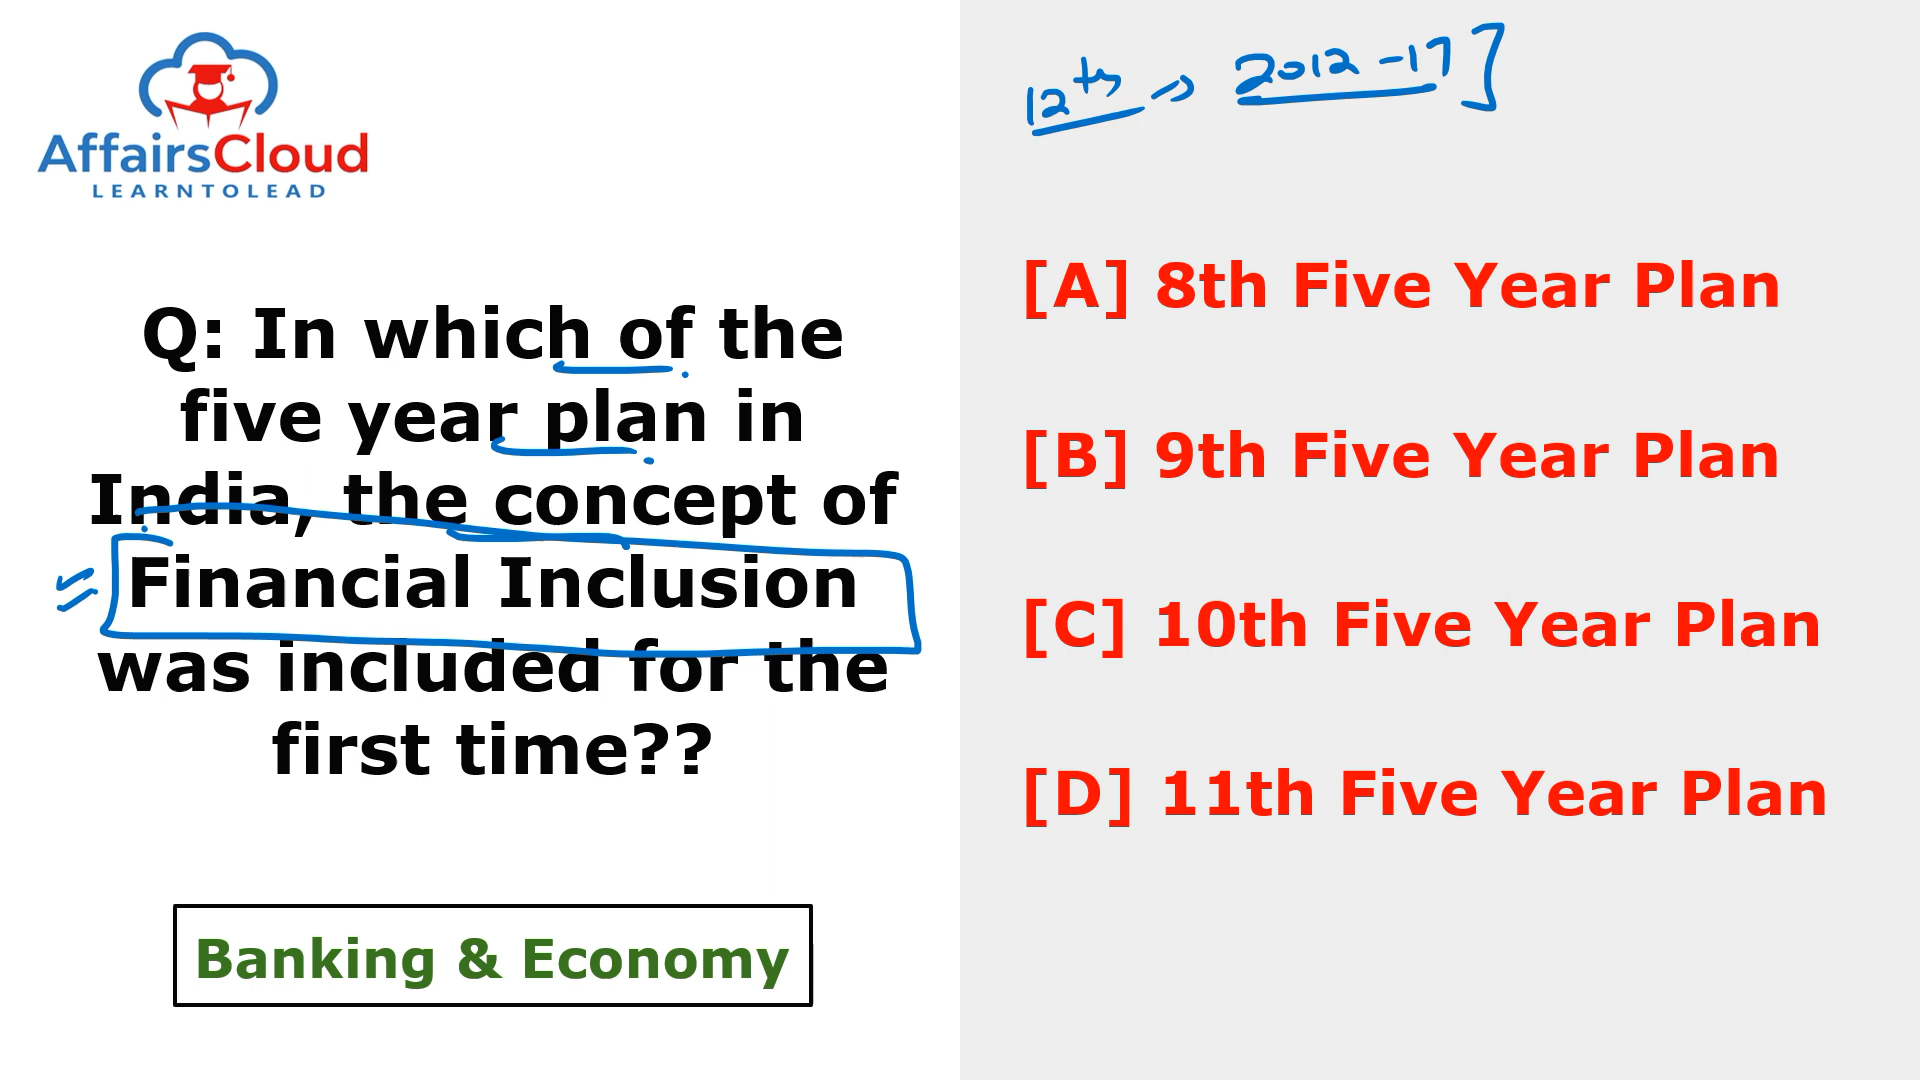 AffairsCloud
LEARNTOLEAD
Q: In which of the
five year plan in
India, the concept of
Financial Inclusion
was included for the
first time??
Banking & Economy
12th → 2012-17]
[A] 8th Five Year Plan
[B] 9th Five Year Plan
[C] 10th Five Year Plan
[D] 11th Five Year Plan